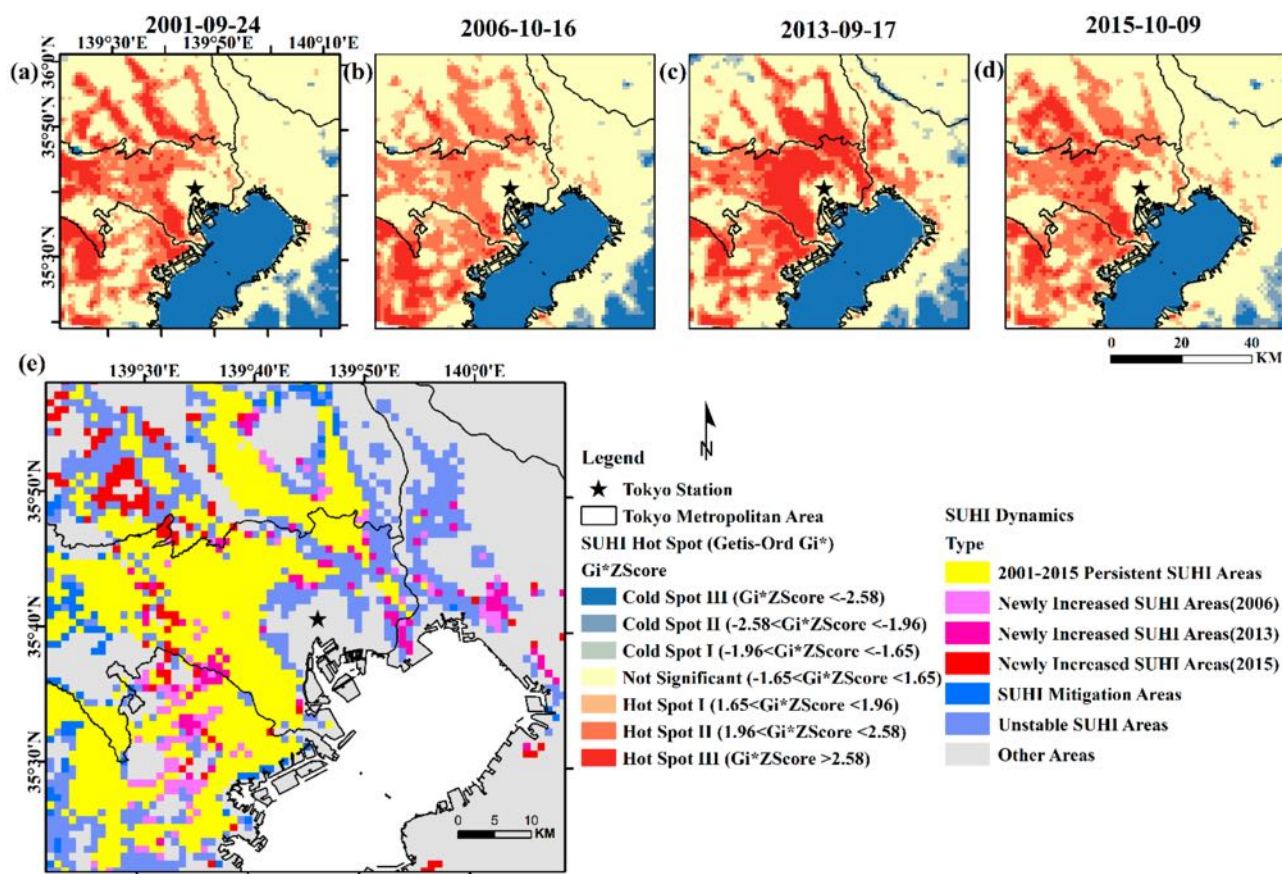 2001-09-24
2006-10-16
2013-09-17
2015-10-09
139°30'E 139°50'E 140°10'E
(a)
(b)
(c)
(d)
36°0'N
35°50'N
35°30'N
0 20 40
KM
(e)
139°30'E 139°40'E 139°50'E 140°0'E
35°50'N
35°40'N
35°30'N
0 5 10
KM
N
Legend
Tokyo Station
Tokyo Metropolitan Area
SUHI Hot Spot (Getis-Ord Gi*)
Gi*ZScore
Cold Spot III (Gi*ZScore <-2.58)
Cold Spot II (-2.58<Gi*ZScore <-1.96)
Cold Spot I (-1.96<Gi*ZScore <-1.65)
Not Significant (-1.65<Gi*ZScore <1.65)
Hot Spot I (1.65<Gi*ZScore <1.96)
Hot Spot II (1.96<Gi*ZScore <2.58)
Hot Spot III (Gi*ZScore >2.58)
SUHI Dynamics
Type
2001-2015 Persistent SUHI Areas
Newly Increased SUHI Areas(2006)
Newly Increased SUHI Areas(2013)
Newly Increased SUHI Areas(2015)
SUHI Mitigation Areas
Unstable SUHI Areas
Other Areas